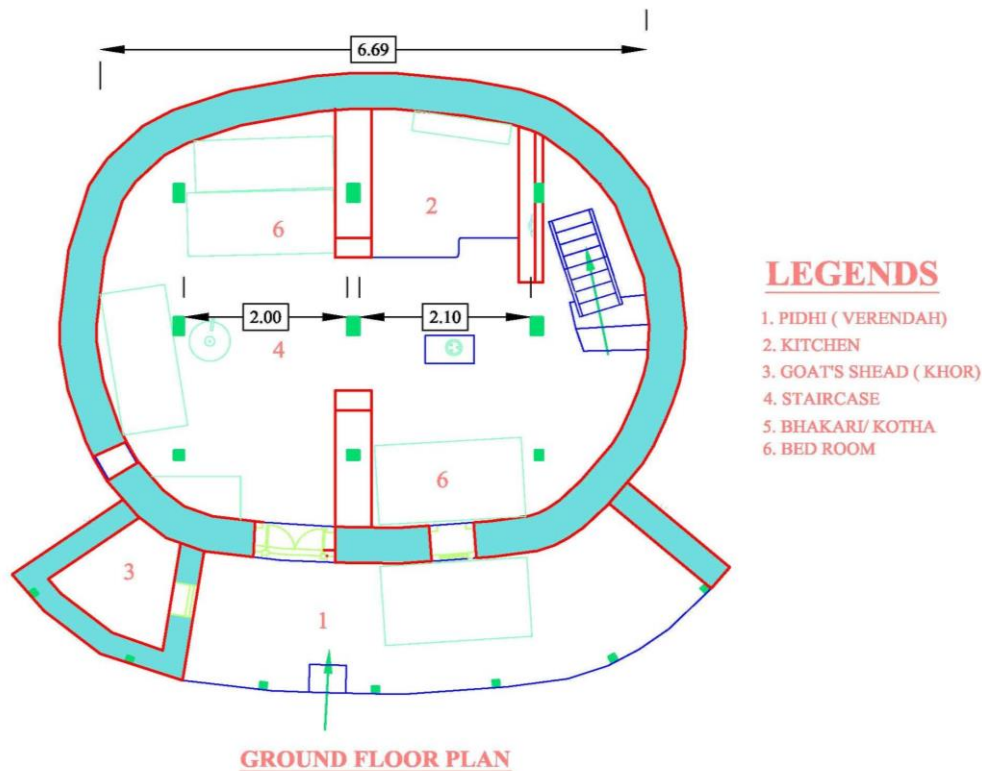 6.69
6
2
2.00
2.10
4
6
3
1
GROUND FLOOR PLAN
LEGENDS
1. PIDHI ( VERENDAH)
2. KITCHEN
3. GOAT'S SHEAD ( KHOR)
4. STAIRCASE
5. BHAKARI/ KOTHA
6. BED ROOM